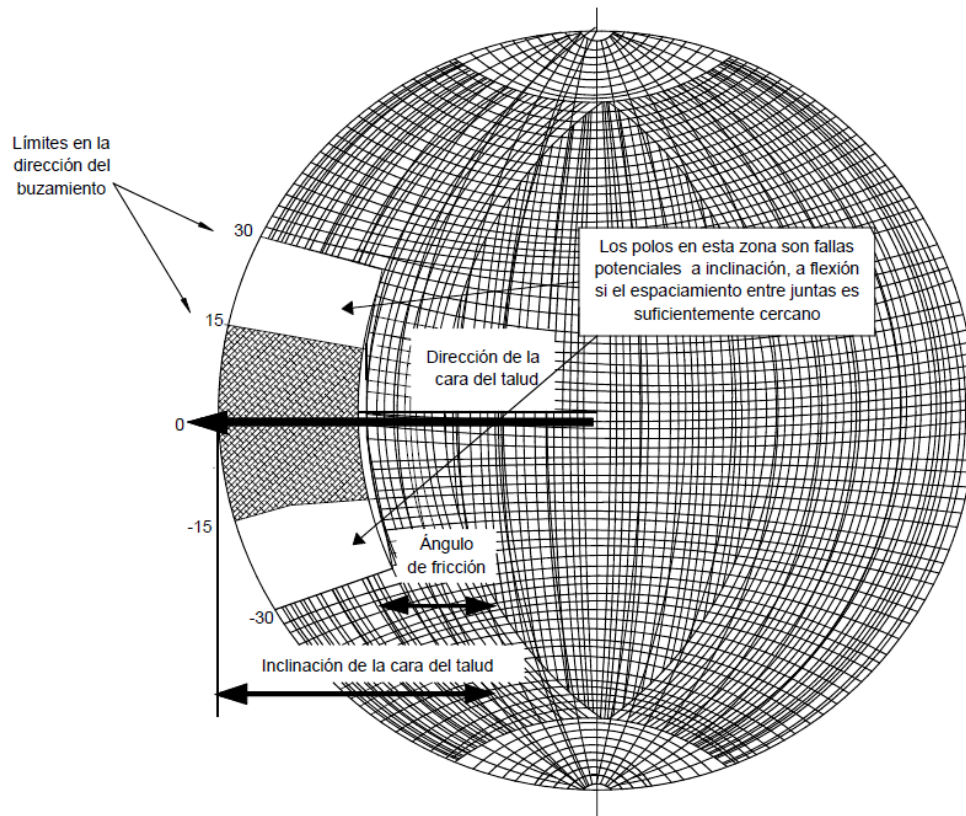 Límites en la
dirección del
buzamiento
30
Los polos en esta zona son fallas
potenciales a inclinación, a flexión
si el espaciamiento entre juntas es
suficientemente cercano
15
Dirección de la
cara del talud
0
-15
Ángulo
de fricción
-30
Inclinación de la cara del talud